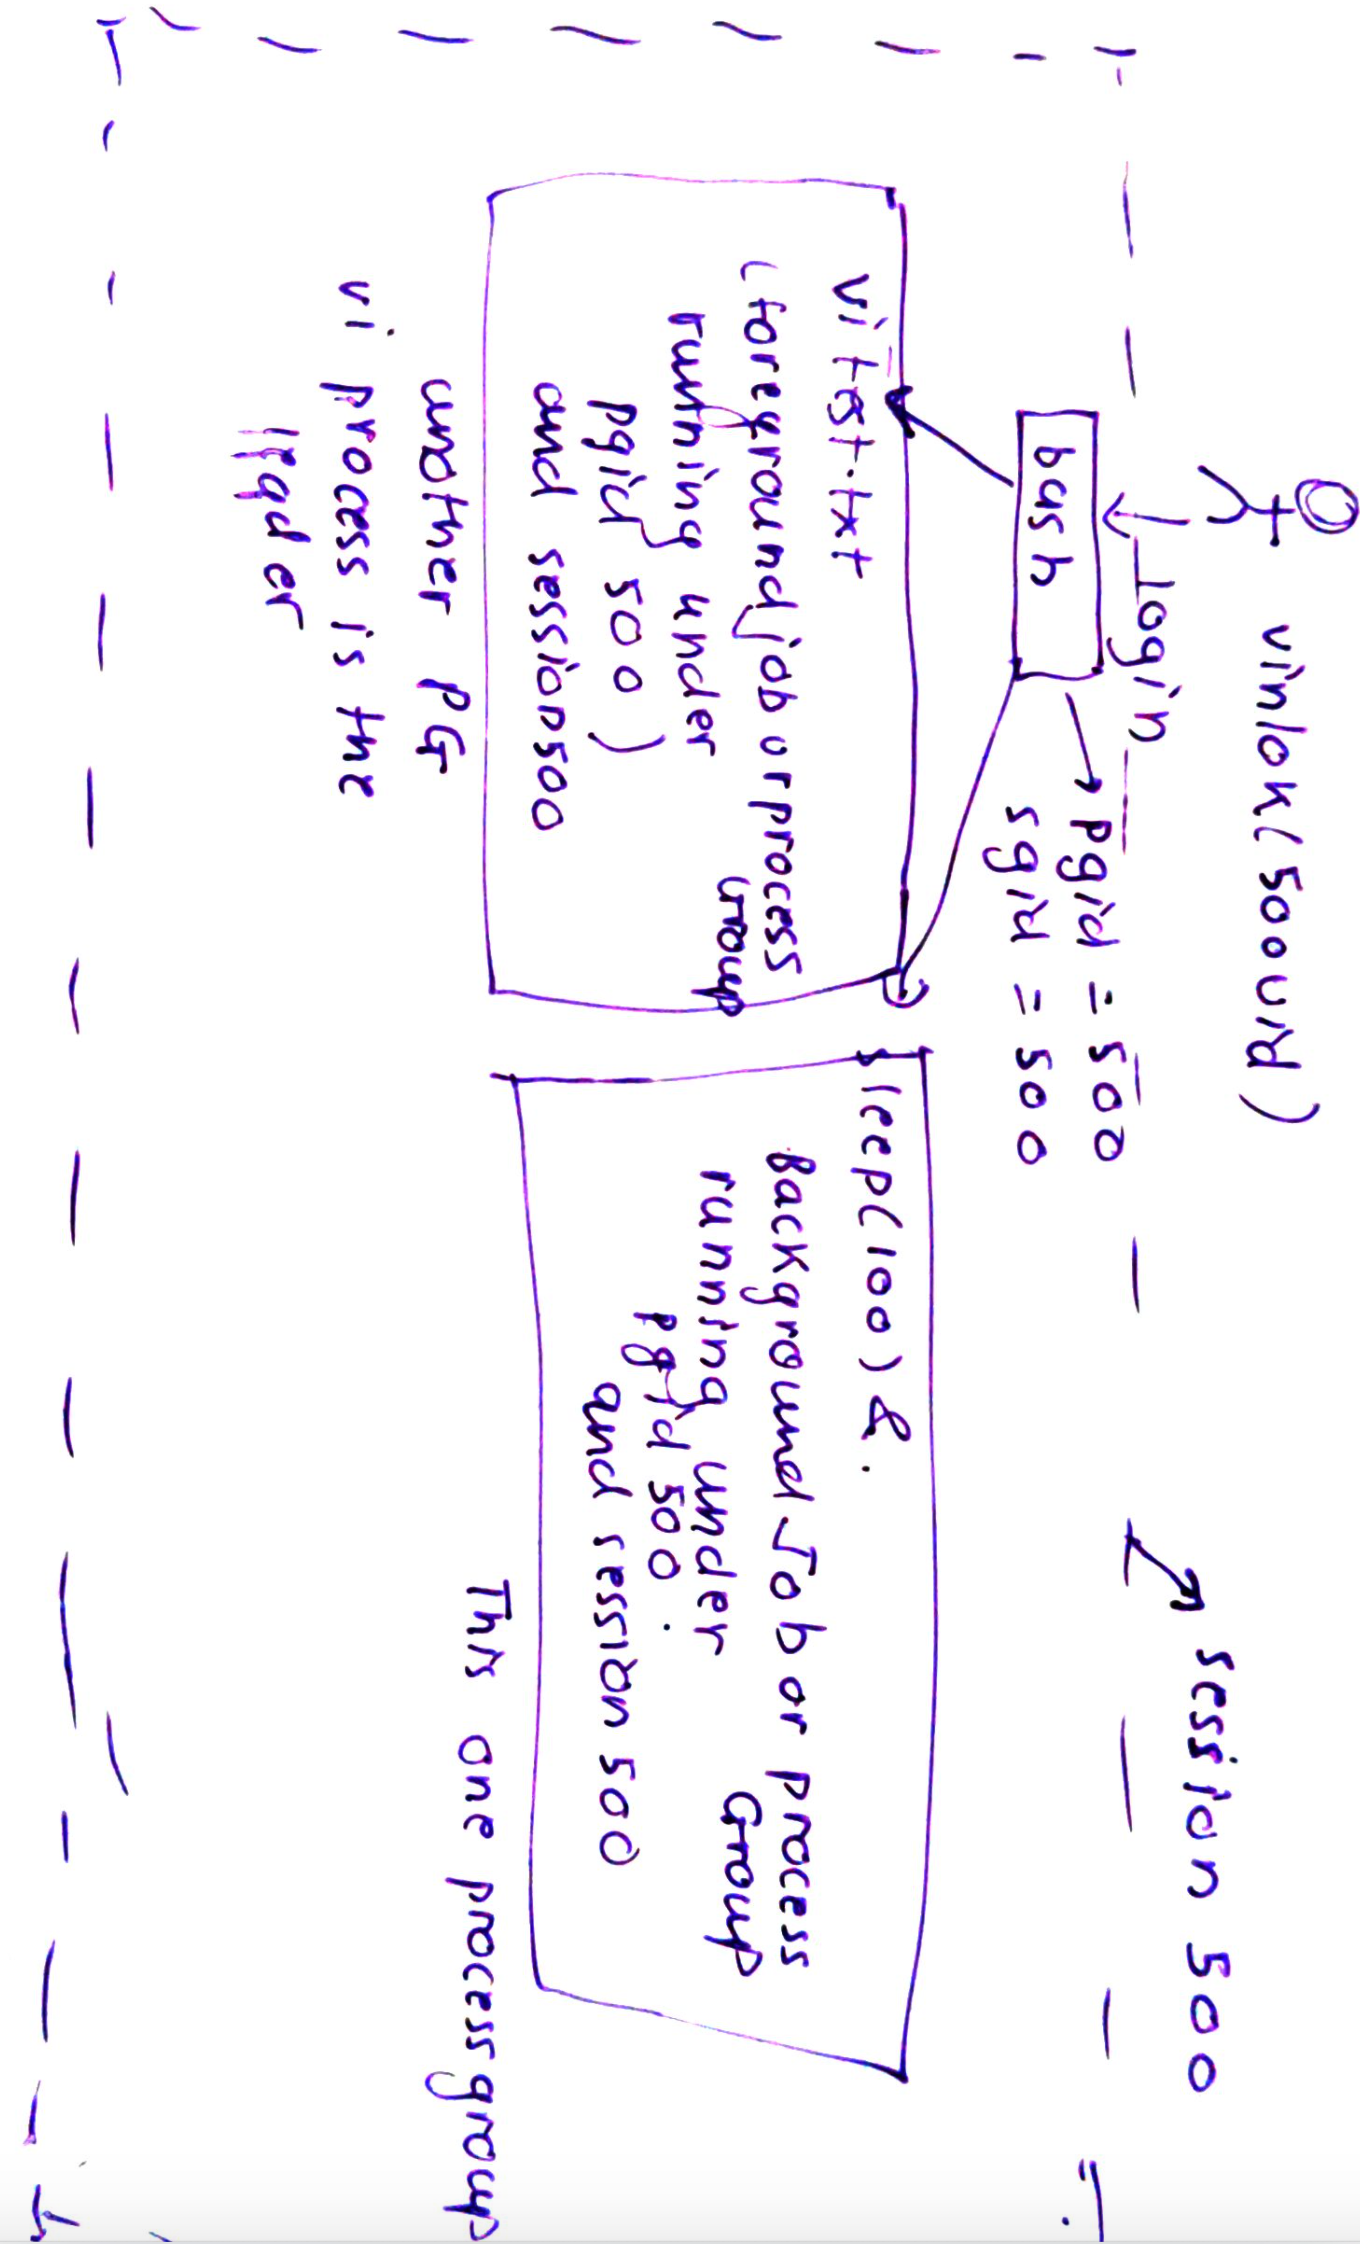 vinlok(500uid)
Login
session 500
bash
pgid = 500
sgid = 500
vi tst.txt
(foreground job or process
Group
running under
pgid 500)
and session500
another PG
vi process is the
leader
sleep(100) &.
Background Job or process
Group
running under
pgid 500.
and session 500
This one process group